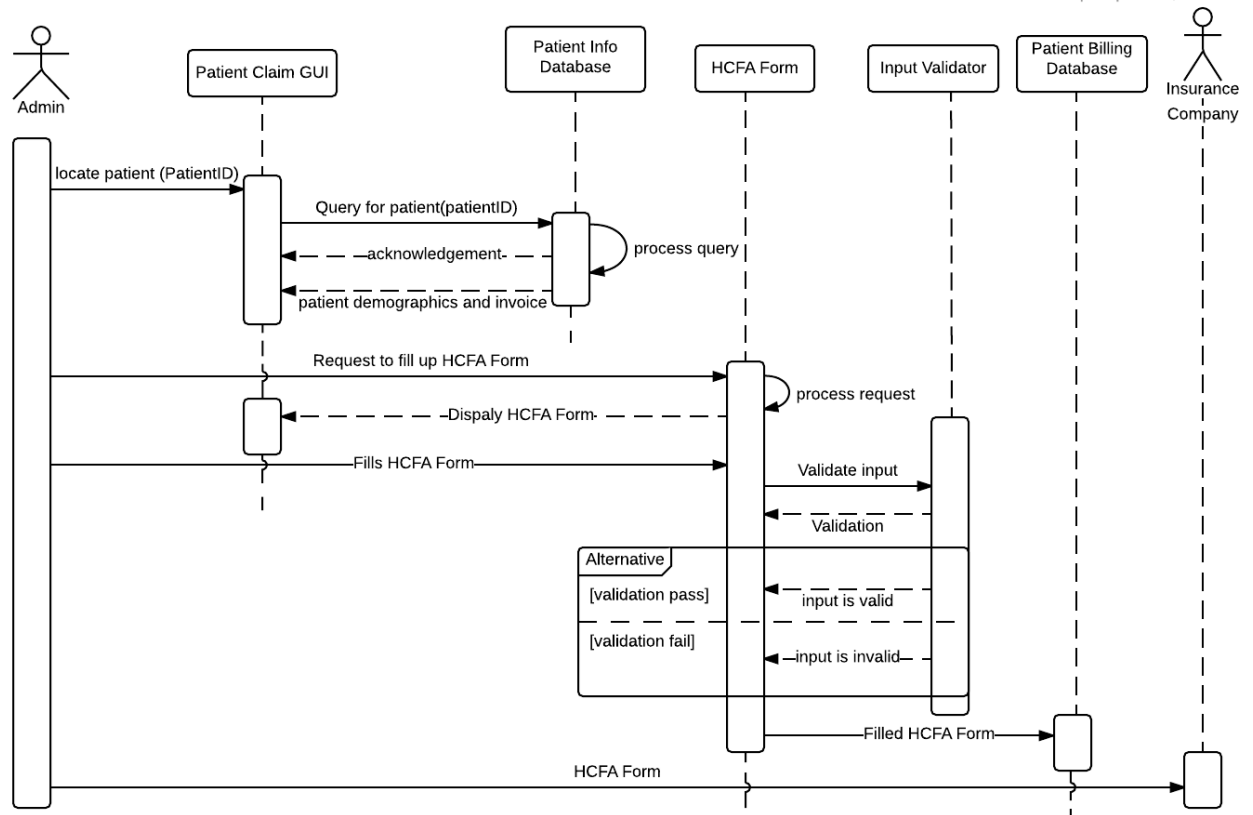 Admin
Patient Claim GUI
Patient Info
Database
HCFA Form
Input Validator
Patient Billing
Database
Insurance
Company
locate patient (PatientID)
Query for patient(patientID)
process query
acknowledgement
patient demographics and invoice
Request to fill up HCFA Form
process request
Dispaly HCFA Form
Fills HCFA Form
Validate input
Validation
Alternative
[validation pass]
input is valid
[validation fail]
input is invalid
Filled HCFA Form
HCFA Form